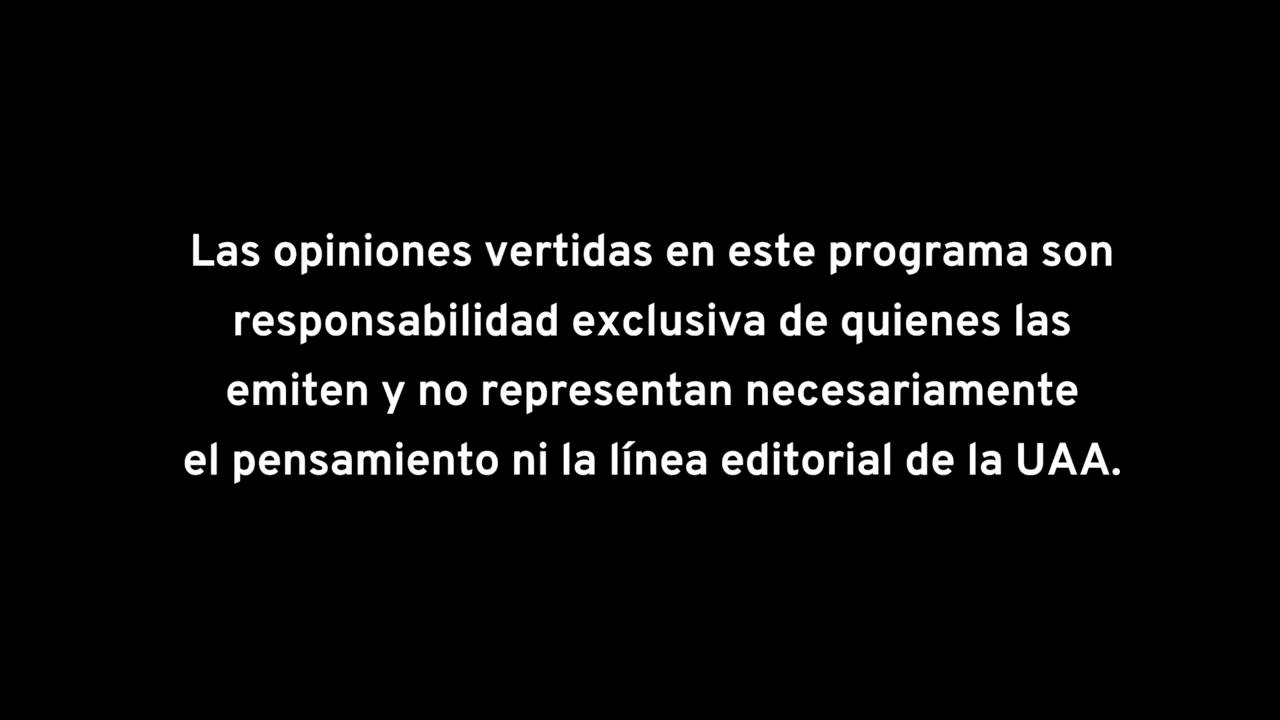 Las opiniones vertidas en este programa son
responsabilidad exclusiva de quienes las
emiten y no representan necesariamente
el pensamiento ni la línea editorial de la UAA.